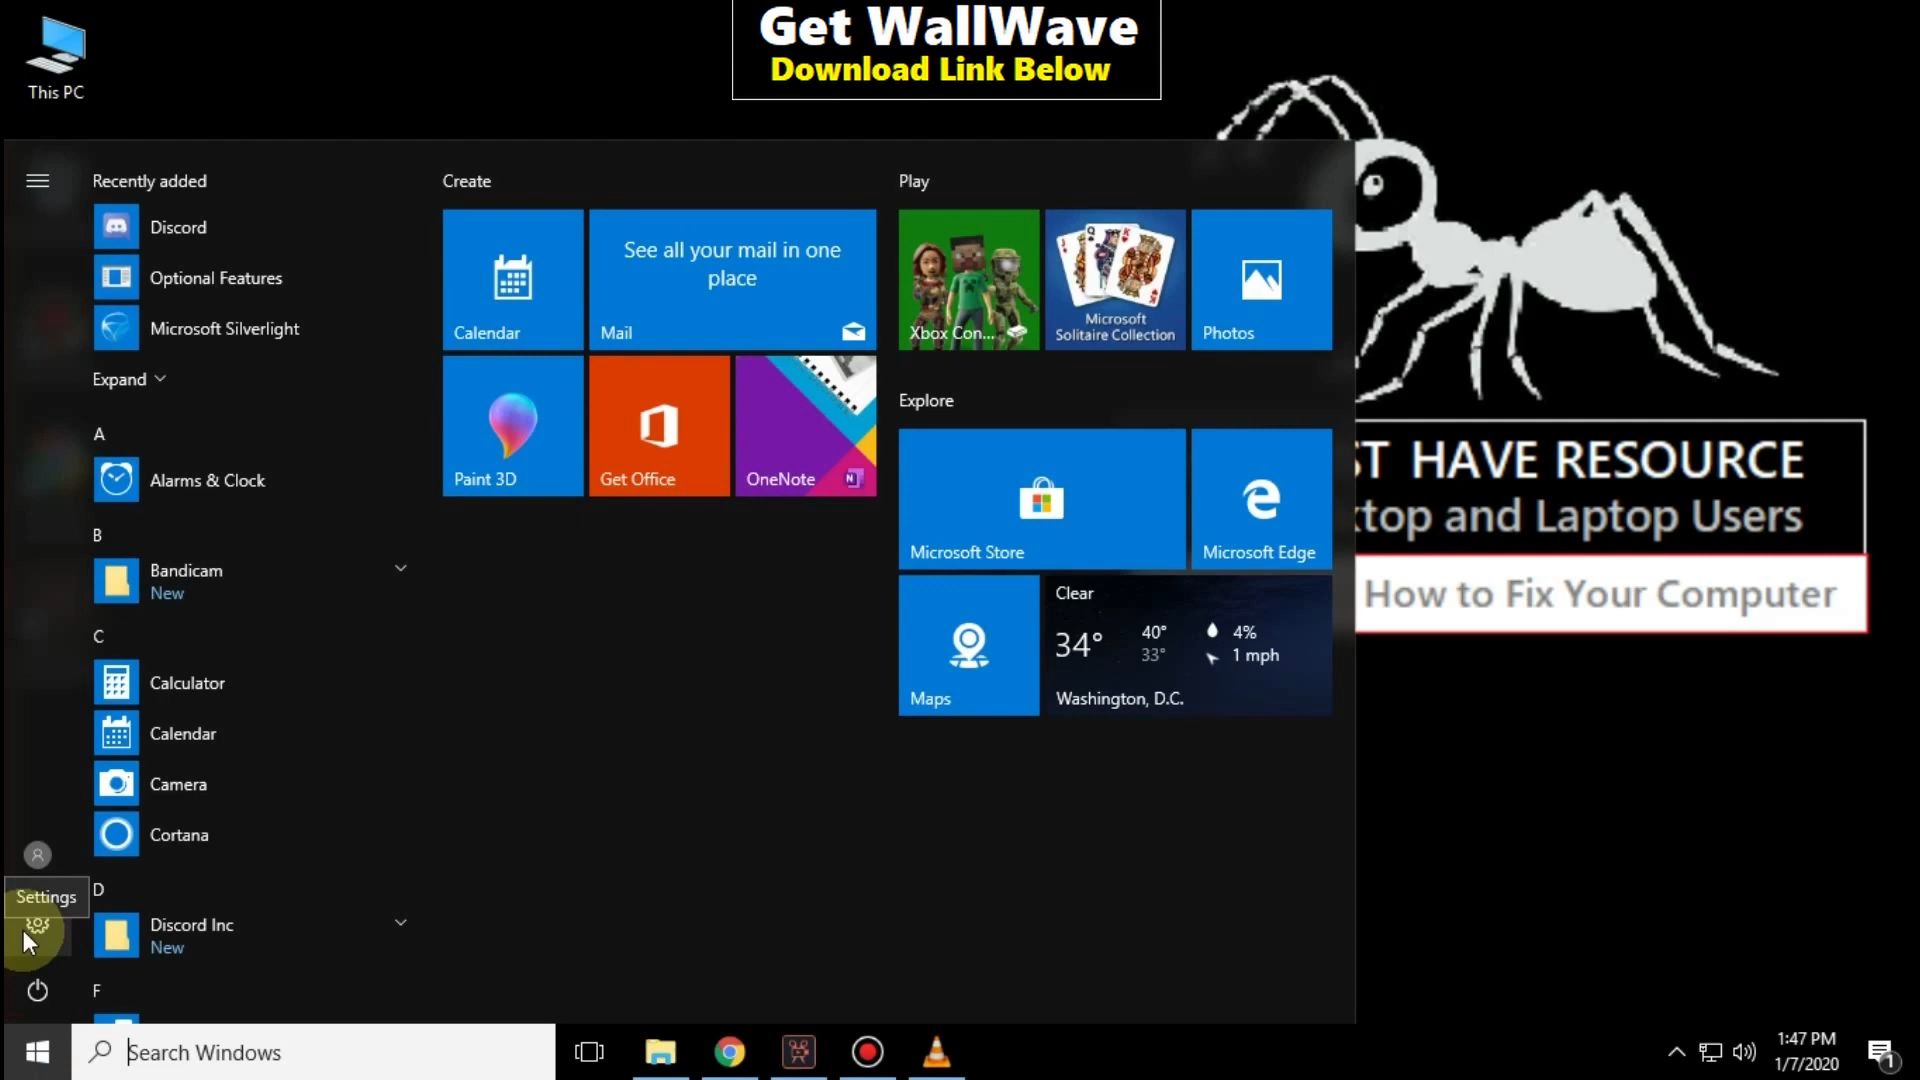 Get WallWave
Download Link Below
This PC
Recently added
Discord
Optional Features
Microsoft Silverlight
Expand
A
Alarms & Clock
B
Bandicam
New
C
Calculator
Calendar
Camera
Cortana
Settings
D
Discord Inc
New
F
Create
Calendar
See all your mail in one
place
Mail
Paint 3D
Get Office
OneNote
N
Play
Xbox Con...
J
Q
K
Microsoft
Solitaire Collection
Photos
Explore
Microsoft Store
Microsoft Edge
Maps
Clear
34°
40°
33°
4%
1 mph
Washington, D.C.
ST HAVE RESOURCE
top and Laptop Users
How to Fix Your Computer
Search Windows
1:47 PM
1/7/2020
1